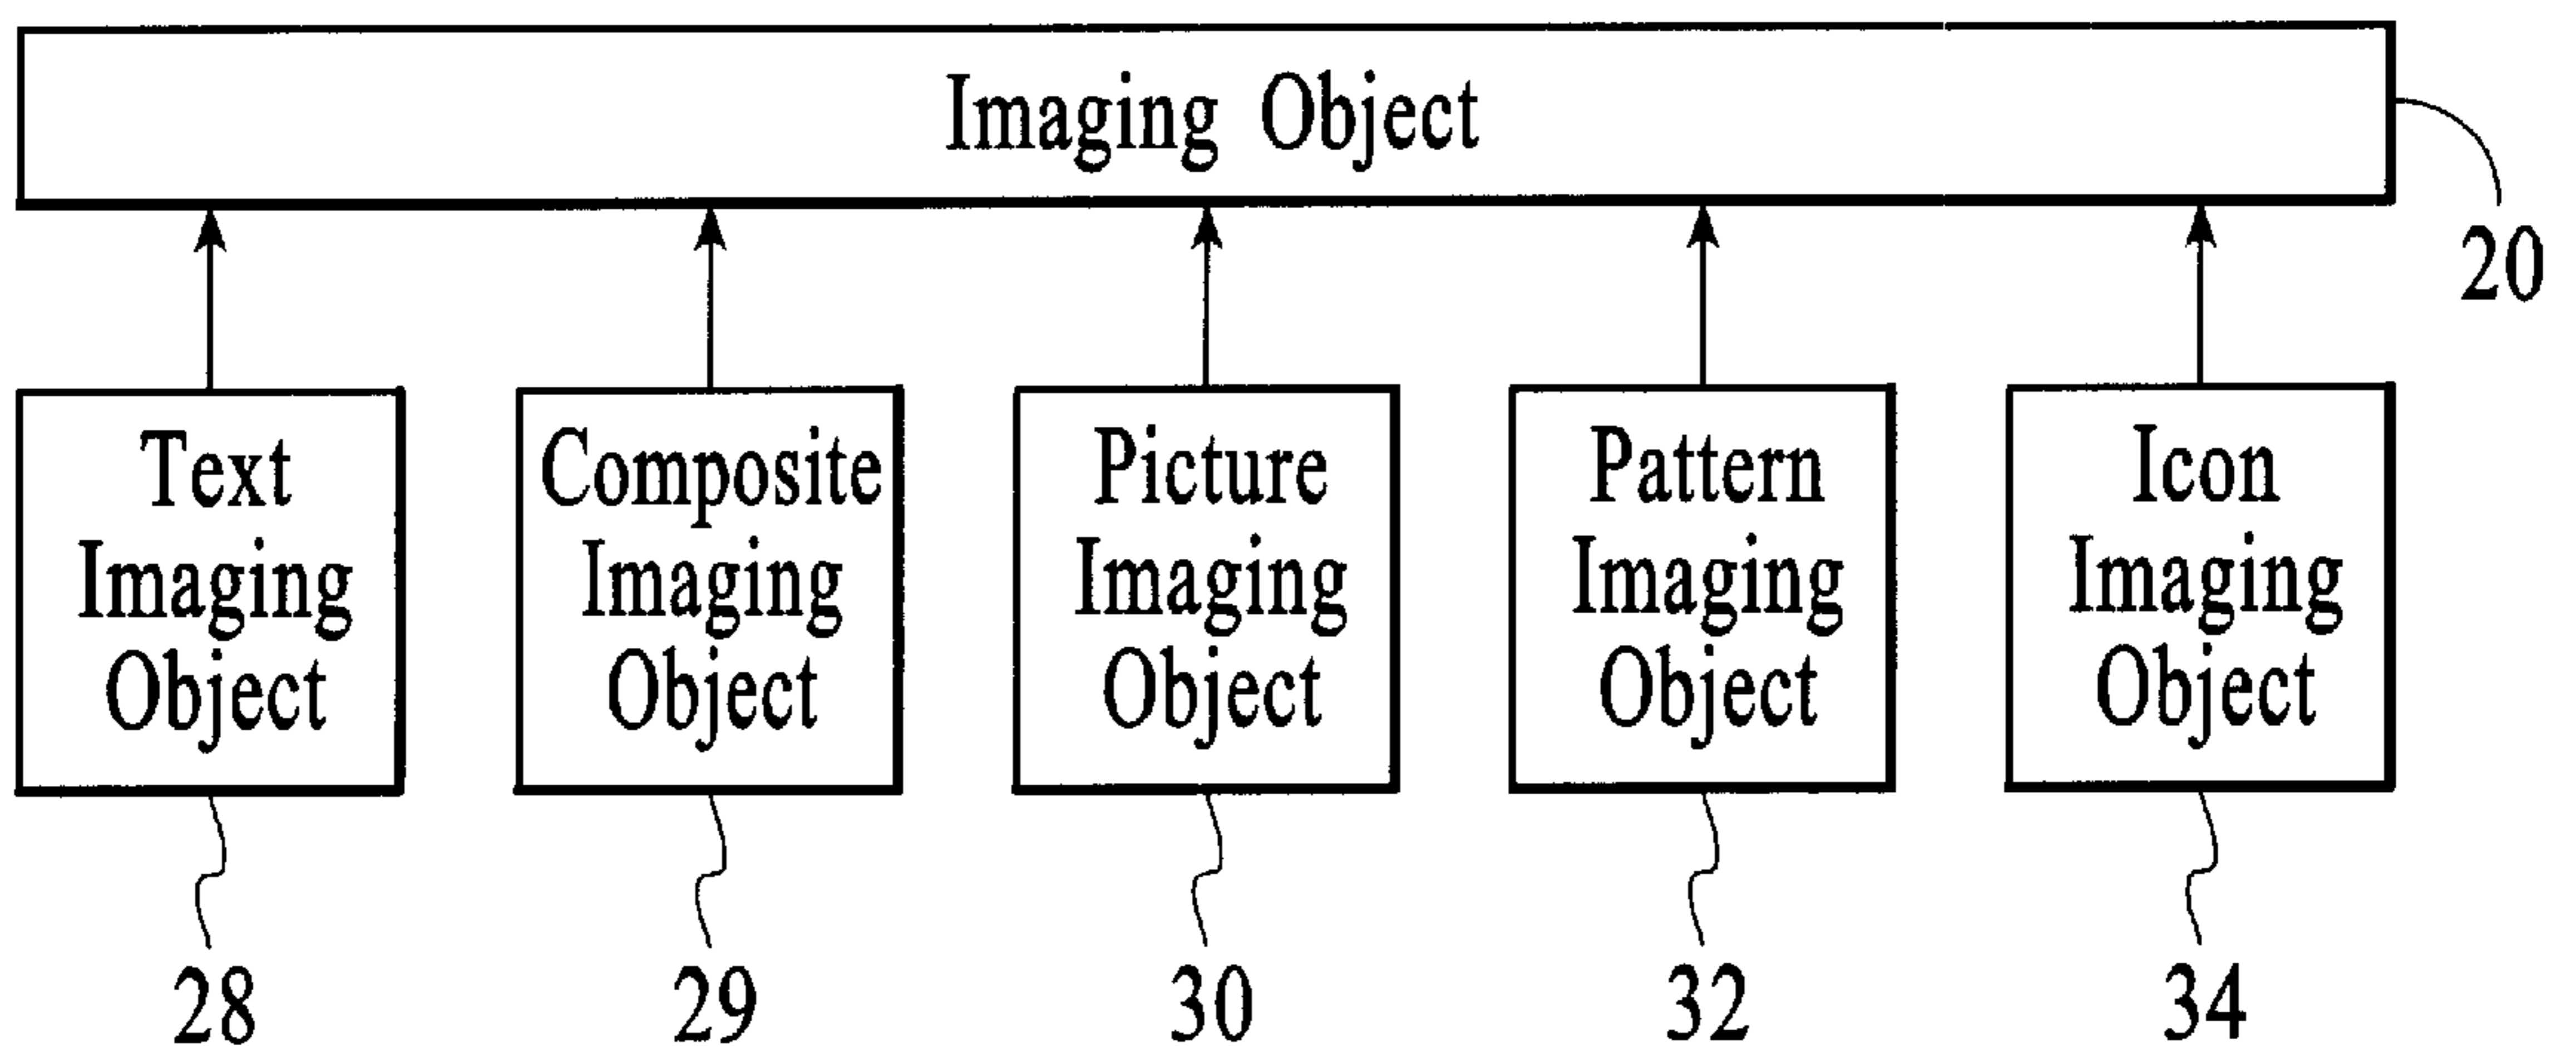 Imaging Object
20
Text
Imaging
Object
Composite
Imaging
Object
Picture
Imaging
Object
Pattern
Imaging
Object
Icon
Imaging
Object
28
29
30
32
34